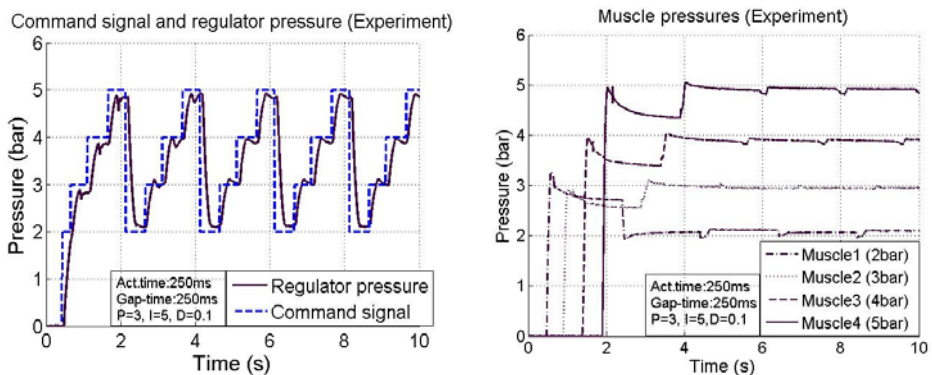 Command signal and regulator pressure (Experiment)
6
5
4
3
2
1
0
Pressure (bar)
0
2
4
6
8
10
Time (s)
Act.time:250ms
Gap-time:250ms
P=3, I=5, D=0.1
Regulator pressure
Command signal
Muscle pressures (Experiment)
6
5
4
3
2
1
0
Pressure (bar)
0
2
4
6
8
10
Time (s)
Act.time:250ms
Gap-time:250ms
P=3, I=5,D=0.1
Muscle1 (2bar)
Muscle2 (3bar)
Muscle3 (4bar)
Muscle4 (5bar)